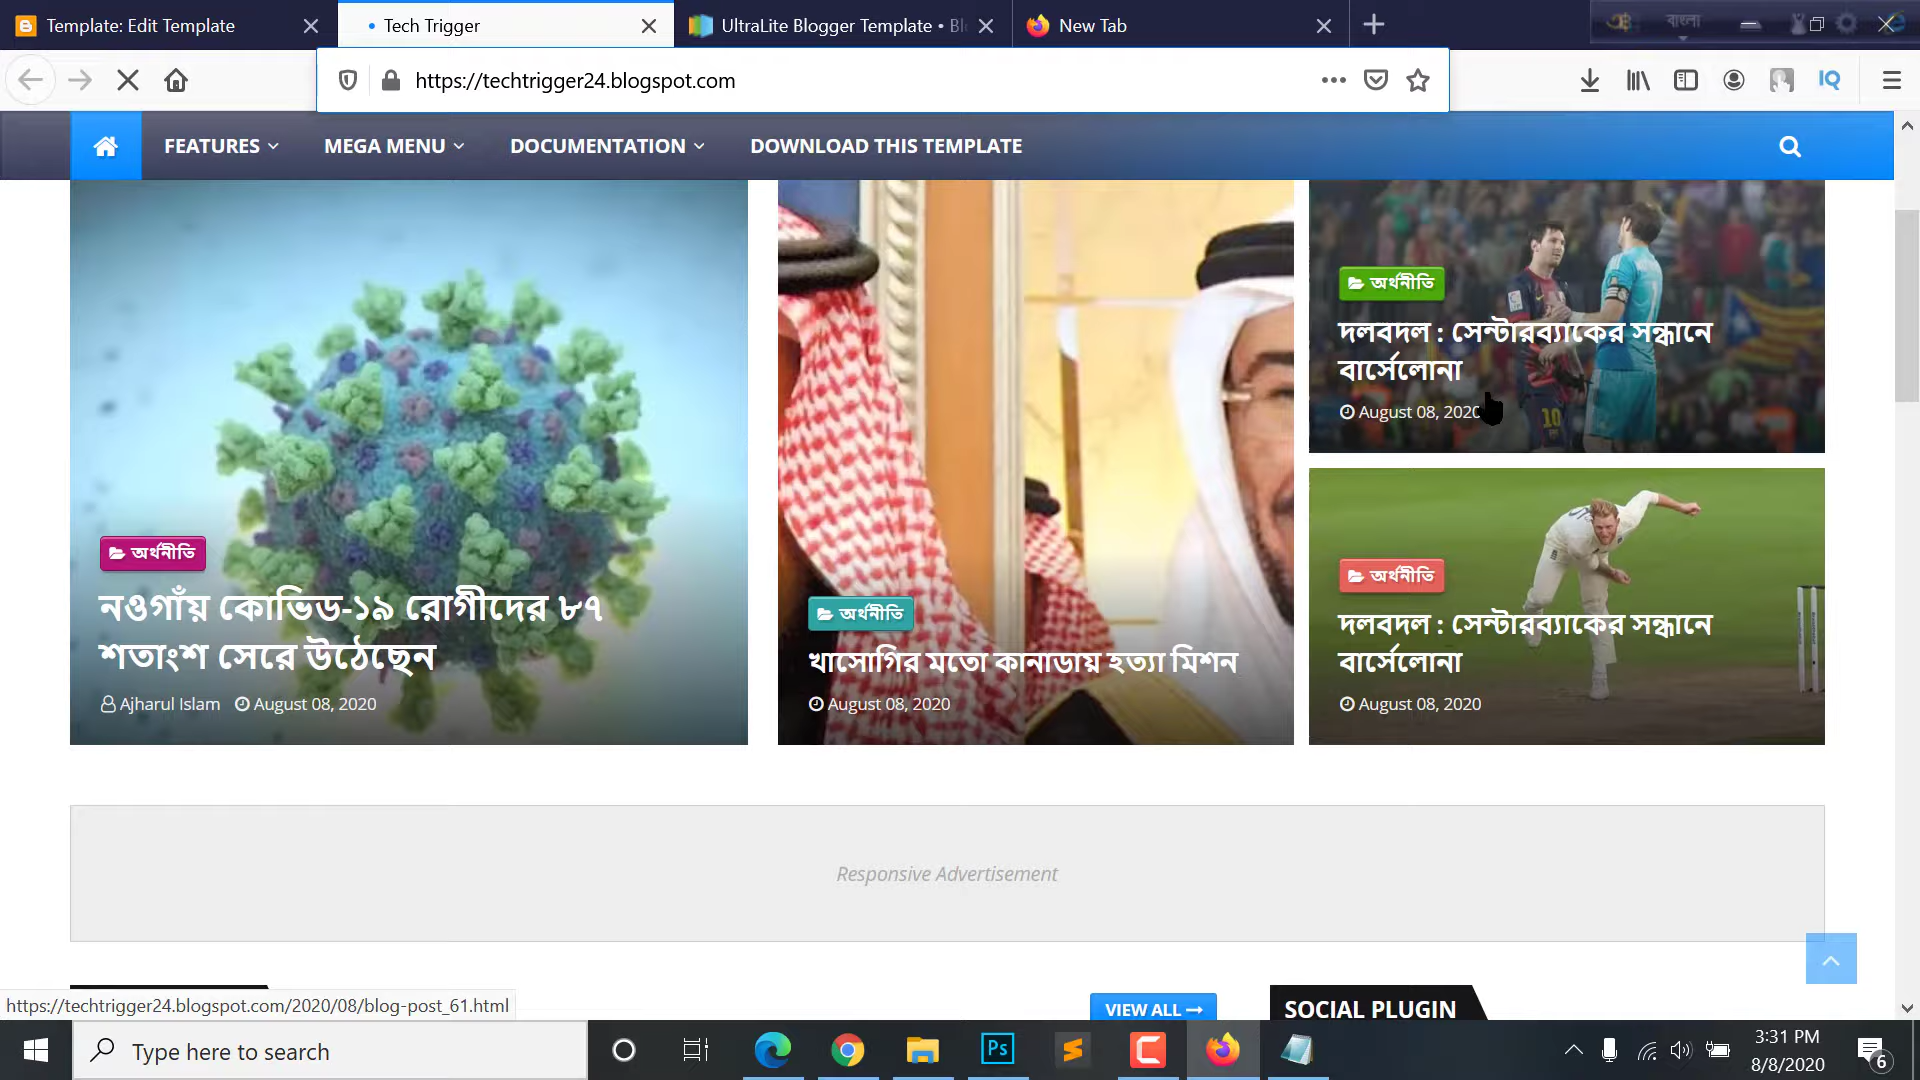 Template: Edit Template
Tech Trigger
UltraLite Blogger Template • Bl
New Tab
বাংলা
https://techtrigger24.blogspot.com
IQ
FEATURES
MEGA MENU
DOCUMENTATION
DOWNLOAD THIS TEMPLATE
অর্থনীতি
নওগাঁয় কোভিড-১৯ রোগীদের ৮৭
শতাংশ সেরে উঠেছেন
Ajharul Islam August 08, 2020
অর্থনীতি
খাসোগির মতো কানাডায় হত্যা মিশন
August 08, 2020
অর্থনীতি
দলবদল : সেন্টারব্যাকের সন্ধানে
বার্সেলোনা
August 08, 2020
অর্থনীতি
দলবদল : সেন্টারব্যাকের সন্ধানে
বার্সেলোনা
August 08, 2020
Responsive Advertisement
VIEW ALL
SOCIAL PLUGIN
https://techtrigger24.blogspot.com/2020/08/blog-post_61.html
Type here to search
Ps
3:31 PM
8/8/2020
6
10